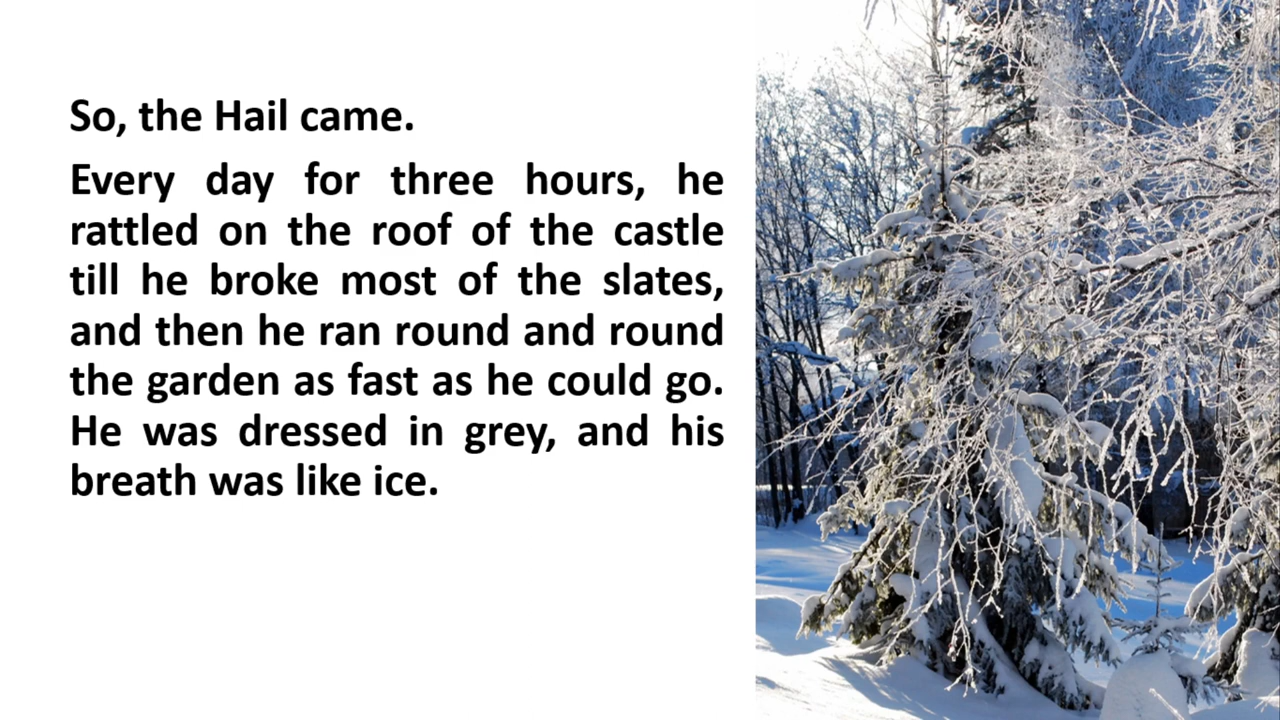 So, the Hail came.
Every day for three hours, he
rattled on the roof of the castle
till he broke most of the slates,
and then he ran round and round
the garden as fast as he could go.
He was dressed in grey, and his
breath was like ice.